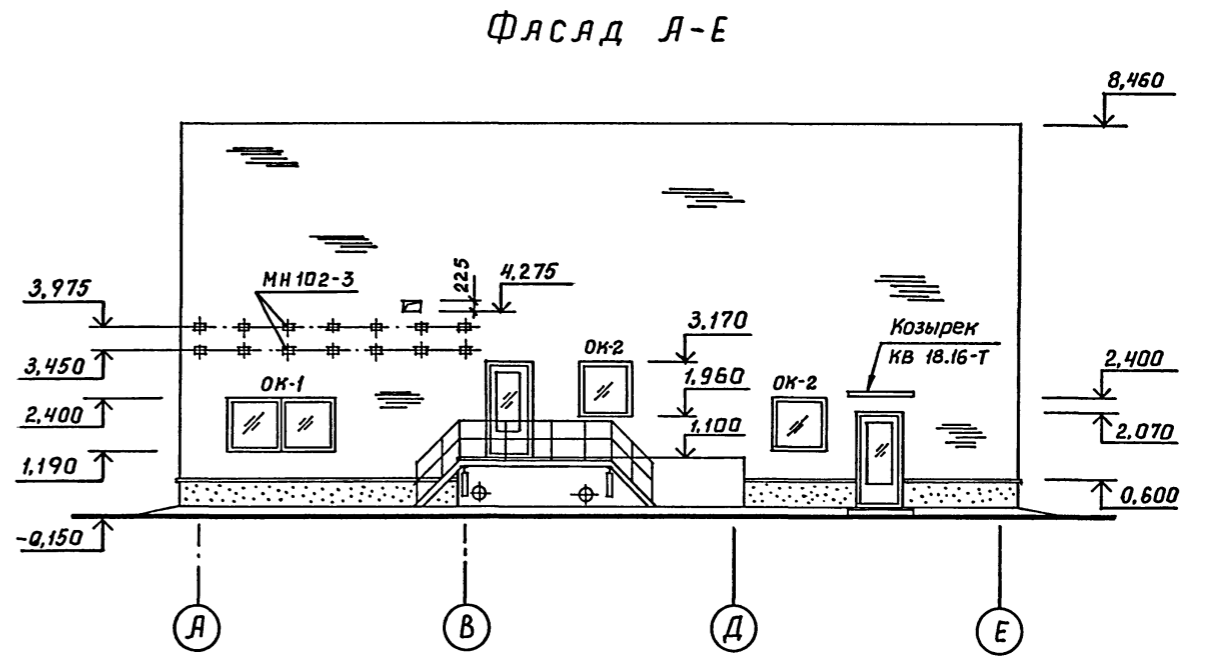 Фасад А-Е
8,460
МН102-3
225
4,275
3,975
3,170
Козырек
КВ 18.16-Т
ОК-2
3,450
ОК-1
1,960
ОК-2
2,400
2,400
1,100
2,070
1,190
0,600
-0,150
А
В
Д
Е